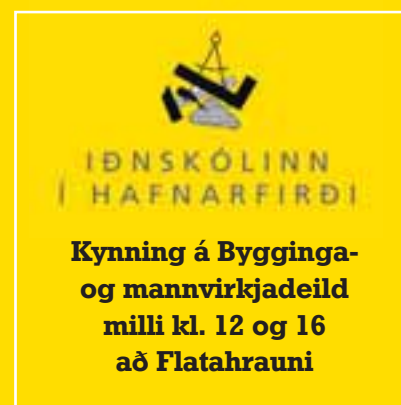 IÐNSKÓLINN
Í HAFNARFIRÐI
Kynning á Bygginga-
og mannvirkjadeild
milli kl. 12 og 16
að Flatahrauni